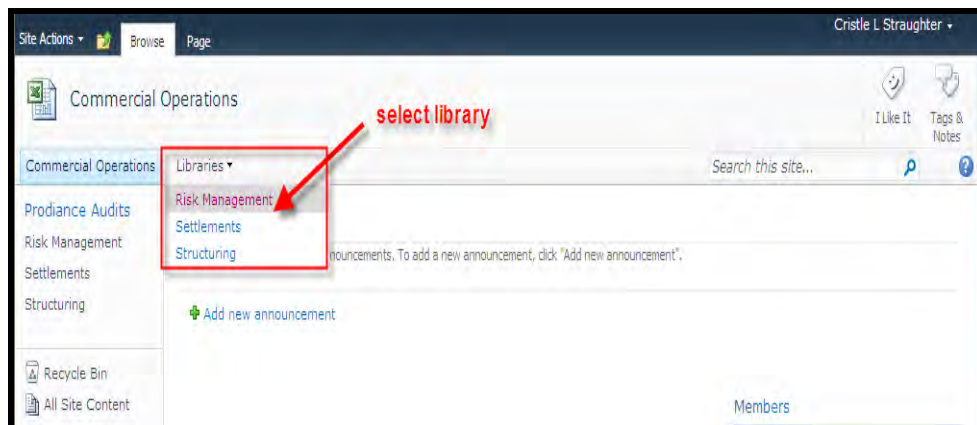 Site Actions Browse Page Cristle L Straughter
Commercial Operations
select library
I Like It Tags & Notes
Commercial Operations Libraries Search this site...
Prodiance Audits
Risk Management
Settlements
Structuring
Risk Management
Settlements
Structuring
nouncements. To add a new announcement, click "Add new announcement".
Add new announcement
Recycle Bin
All Site Content
Members